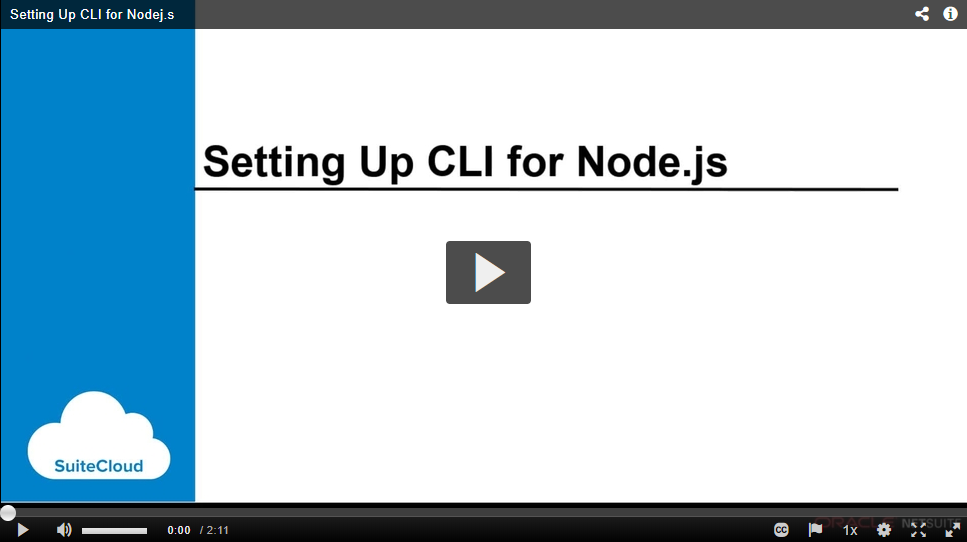 Setting Up CLI for Nodej.s
Setting Up CLI for Node.js
SuiteCloud
0:00 / 2:11
CC
1x
ORACLE NETSUITE